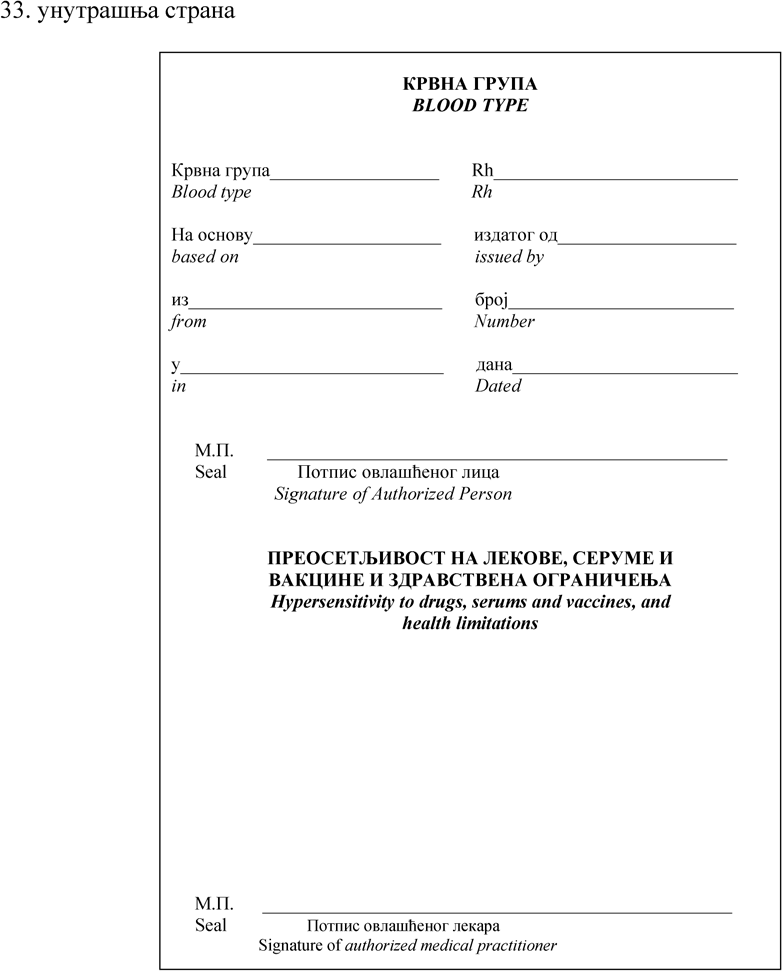 33. унутрашња страна
КРВНА ГРУПА
BLOOD TYPE
Крвна група__________________ Rh__________________________
Blood type Rh
На основу____________________ издатог од___________________
based on issued by
из___________________________ број________________________
from Number
у____________________________ дана________________________
in Dated
М.П. __________________________________________________
Seal Потпис овлашћеног лица
Signature of Authorized Person
ПРЕОСЕТЉИВОСТ НА ЛЕКОВЕ, СЕРУМЕ И
ВАКЦИНЕ И ЗДРАВСТВЕНА ОГРАНИЧЕЊА
Hypersensitivity to drugs, serums and vaccines, and
health limitations
М.П. __________________________________________________
Seal Потпис овлашћеног лекара
Signature of authorized medical practitioner